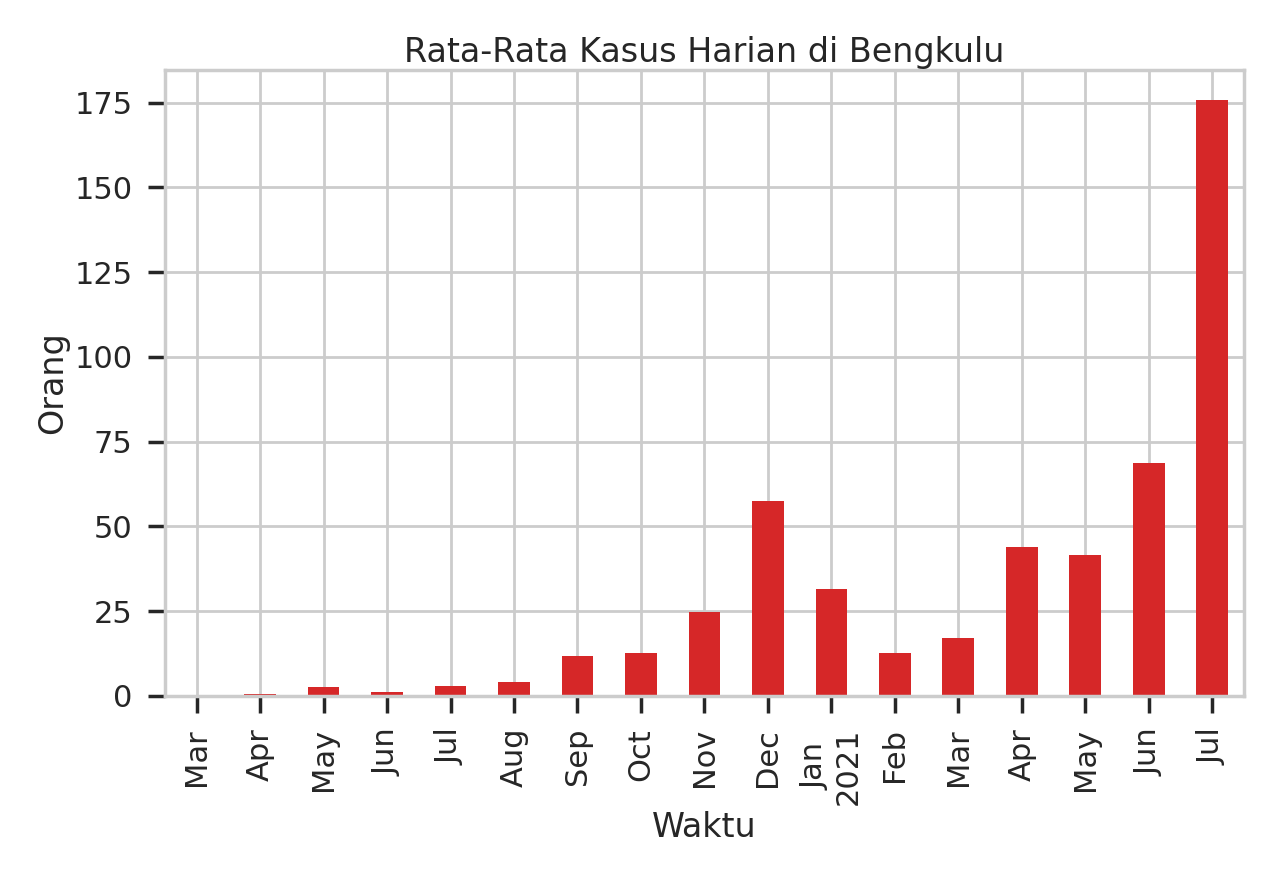 Rata-Rata Kasus Harian di Bengkulu
175
150
125
100
75
50
25
0
Orang
Mar
Apr
May
Jun
Jul
Aug
Sep
Oct
Nov
Dec
Jan
2021
Feb
Mar
Apr
May
Jun
Jul
Waktu